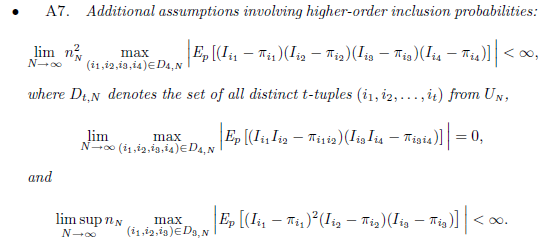 • A7. Additional assumptions involving higher-order inclusion probabilities:
lim_{N→∞} n_N^2 max_{(i_1,i_2,i_3,i_4)∈D_{4,N}} |E_p [(I_{i_1} − π_{i_1})(I_{i_2} − π_{i_2})(I_{i_3} − π_{i_3})(I_{i_4} − π_{i_4})]| < ∞,
where D_{t,N} denotes the set of all distinct t-tuples (i_1, i_2, . . . , i_t) from U_N,
lim_{N→∞} max_{(i_1,i_2,i_3,i_4)∈D_{4,N}} |E_p [(I_{i_1}I_{i_2} − π_{i_1i_2})(I_{i_3}I_{i_4} − π_{i_3i_4})]| = 0,
and
lim sup_{N→∞} n_N max_{(i_1,i_2,i_3)∈D_{3,N}} |E_p [(I_{i_1} − π_{i_1})^2(I_{i_2} − π_{i_2})(I_{i_3} − π_{i_3})]| < ∞.